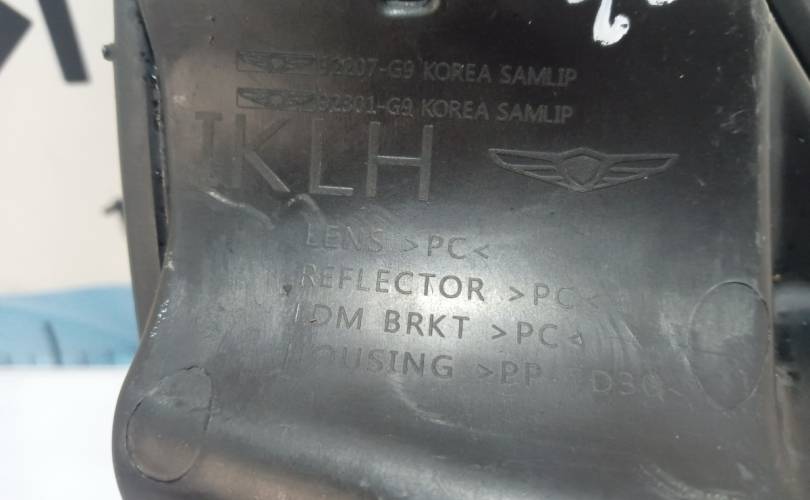 92207-G9 KOREA SAMLIP
92301-G9 KOREA SAMLIP
IKLH
LENS >PC<
REFLECTOR >PC<
LDM BRKT >PC<
HOUSING >PP